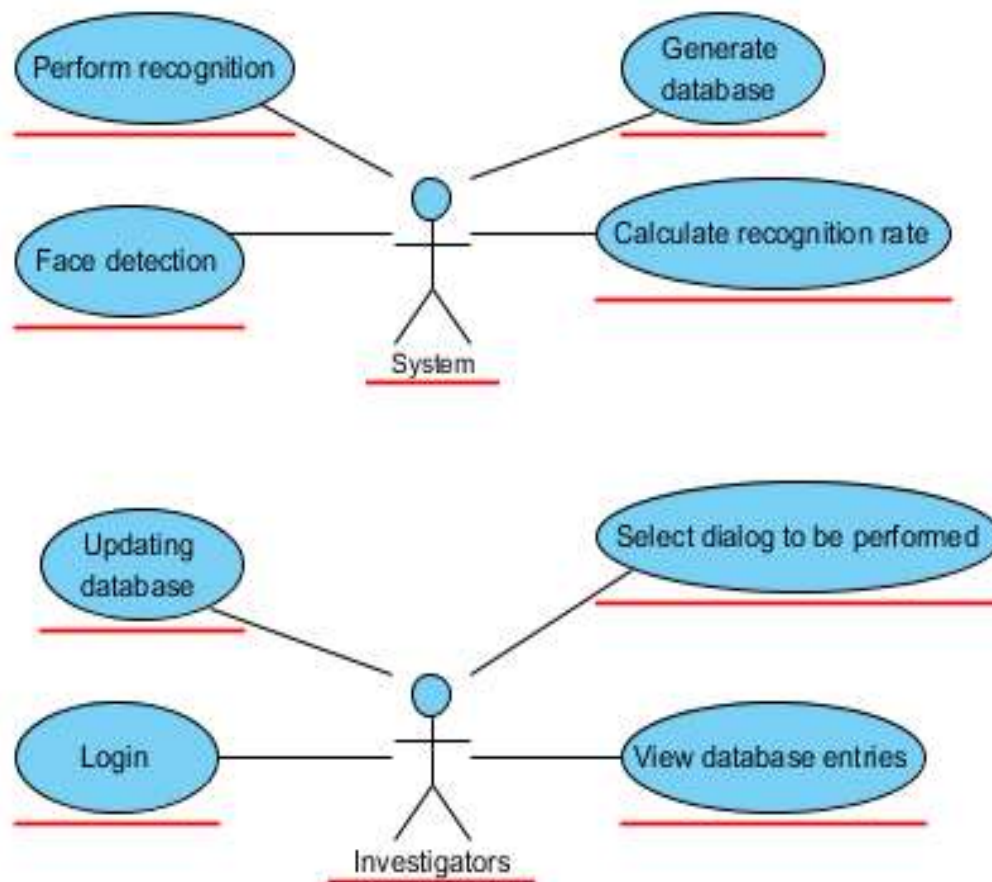 Perform recognition
Generate
database
Face detection
Calculate recognition rate
System
Updating
database
Select dialog to be performed
Login
View database entries
Investigators